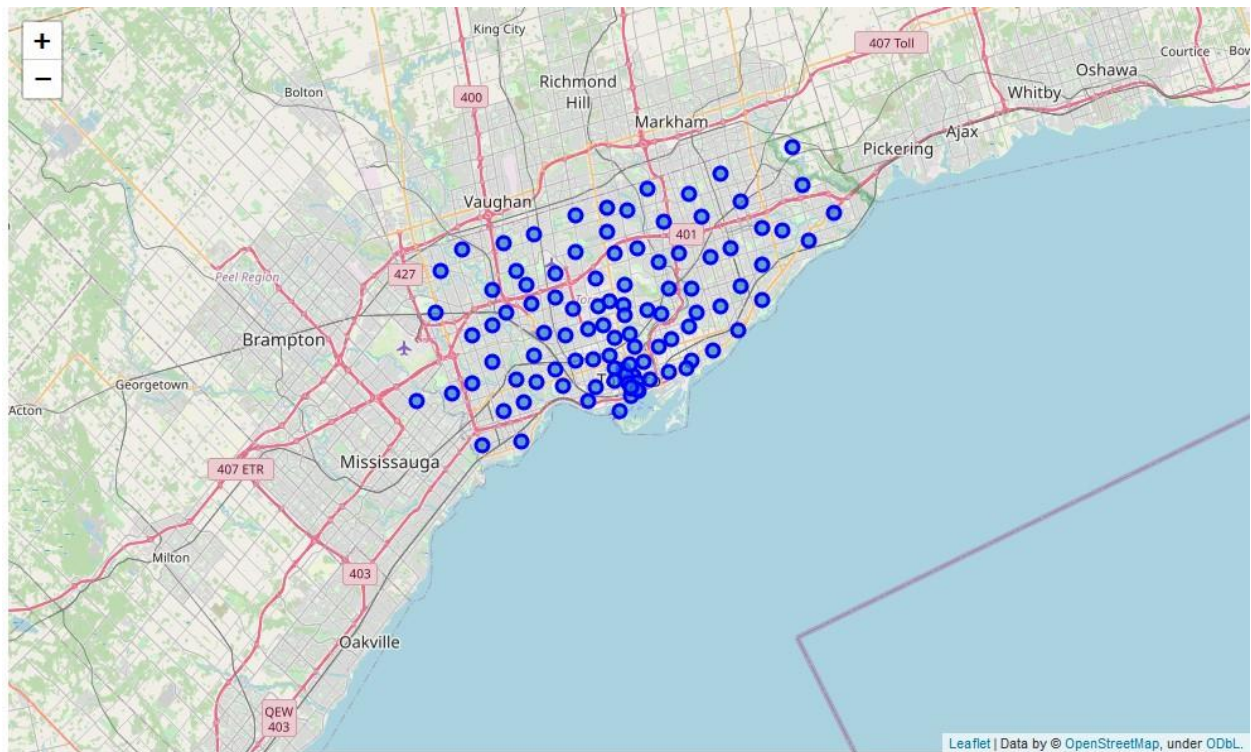 +
−
King City
Bolton
400
Richmond
Hill
Markham
407 Toll
Courtice
Oshawa
Whitby
Ajax
Pickering
Vaughan
401
427
Peel Region
Brampton
Georgetown
Acton
407 ETR
Mississauga
Milton
403
Oakville
QEW
403
Leaflet | Data by © OpenStreetMap, under ODbL.